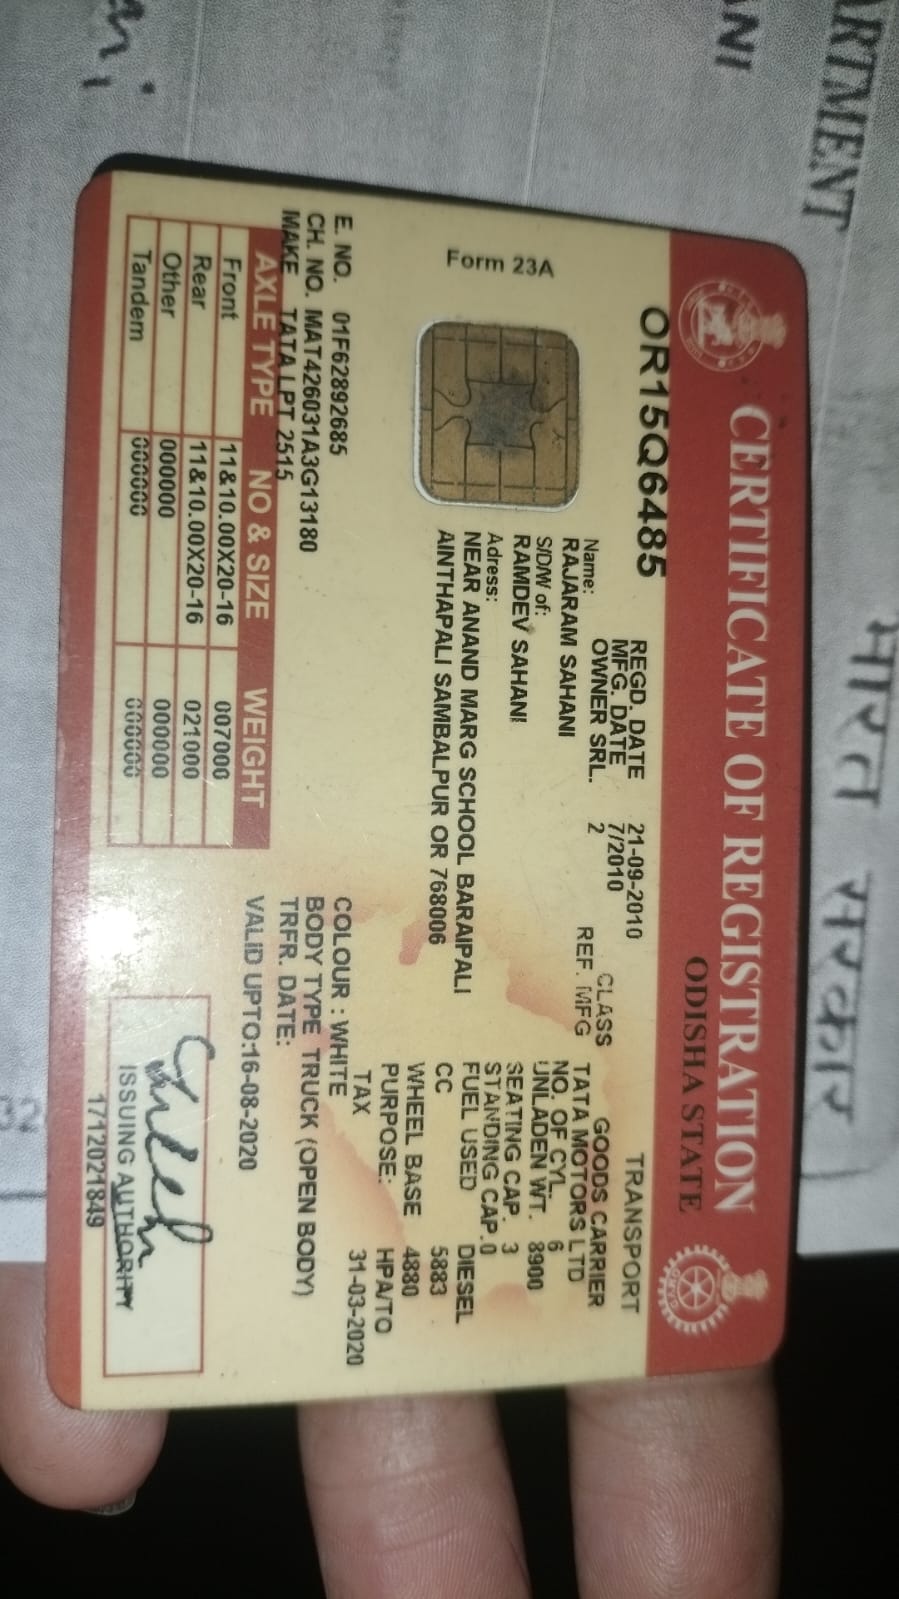 ARTMENT
ANI
भारत सरकार
CERTIFICATE OF REGISTRATION
ODISHA STATE
OR15Q6485
TRANSPORT
REGD. DATE 21-09-2010 CLASS GOODS CARRIER
MFG. DATE 7/2010 REF. MFG TATA MOTORS LTD
OWNER SRL. 2 NO. OF CYL. 6
Form 23A
Name:
RAJARAM SAHANI
S/D/W of:
RAMDEV SAHANI
Adress:
NEAR ANAND MARG SCHOOL BARAIPALI
AINTHAPALI SAMBALPUR OR 768006
UNLADEN WT. 8900
SEATING CAP. 3
STANDING CAP.0
FUEL USED DIESEL
CC 5883
WHEEL BASE 4880
PURPOSE: HPA/TO
TAX 31-03-2020
E. NO. 01F62892685
CH. NO. MAT426031A3G13180
MAKE TATA LPT 2515
COLOUR : WHITE
BODY TYPE TRUCK (OPEN BODY)
TRFR. DATE:
VALID UPTO:16-08-2020
AXLE TYPE NO & SIZE WEIGHT
Front 11&10.00X20-16 007000
Rear 11&10.00X20-16 021000
Other 000000 000000
Tandem 000000 000000
ISSUING AUTHORITY
1712021849